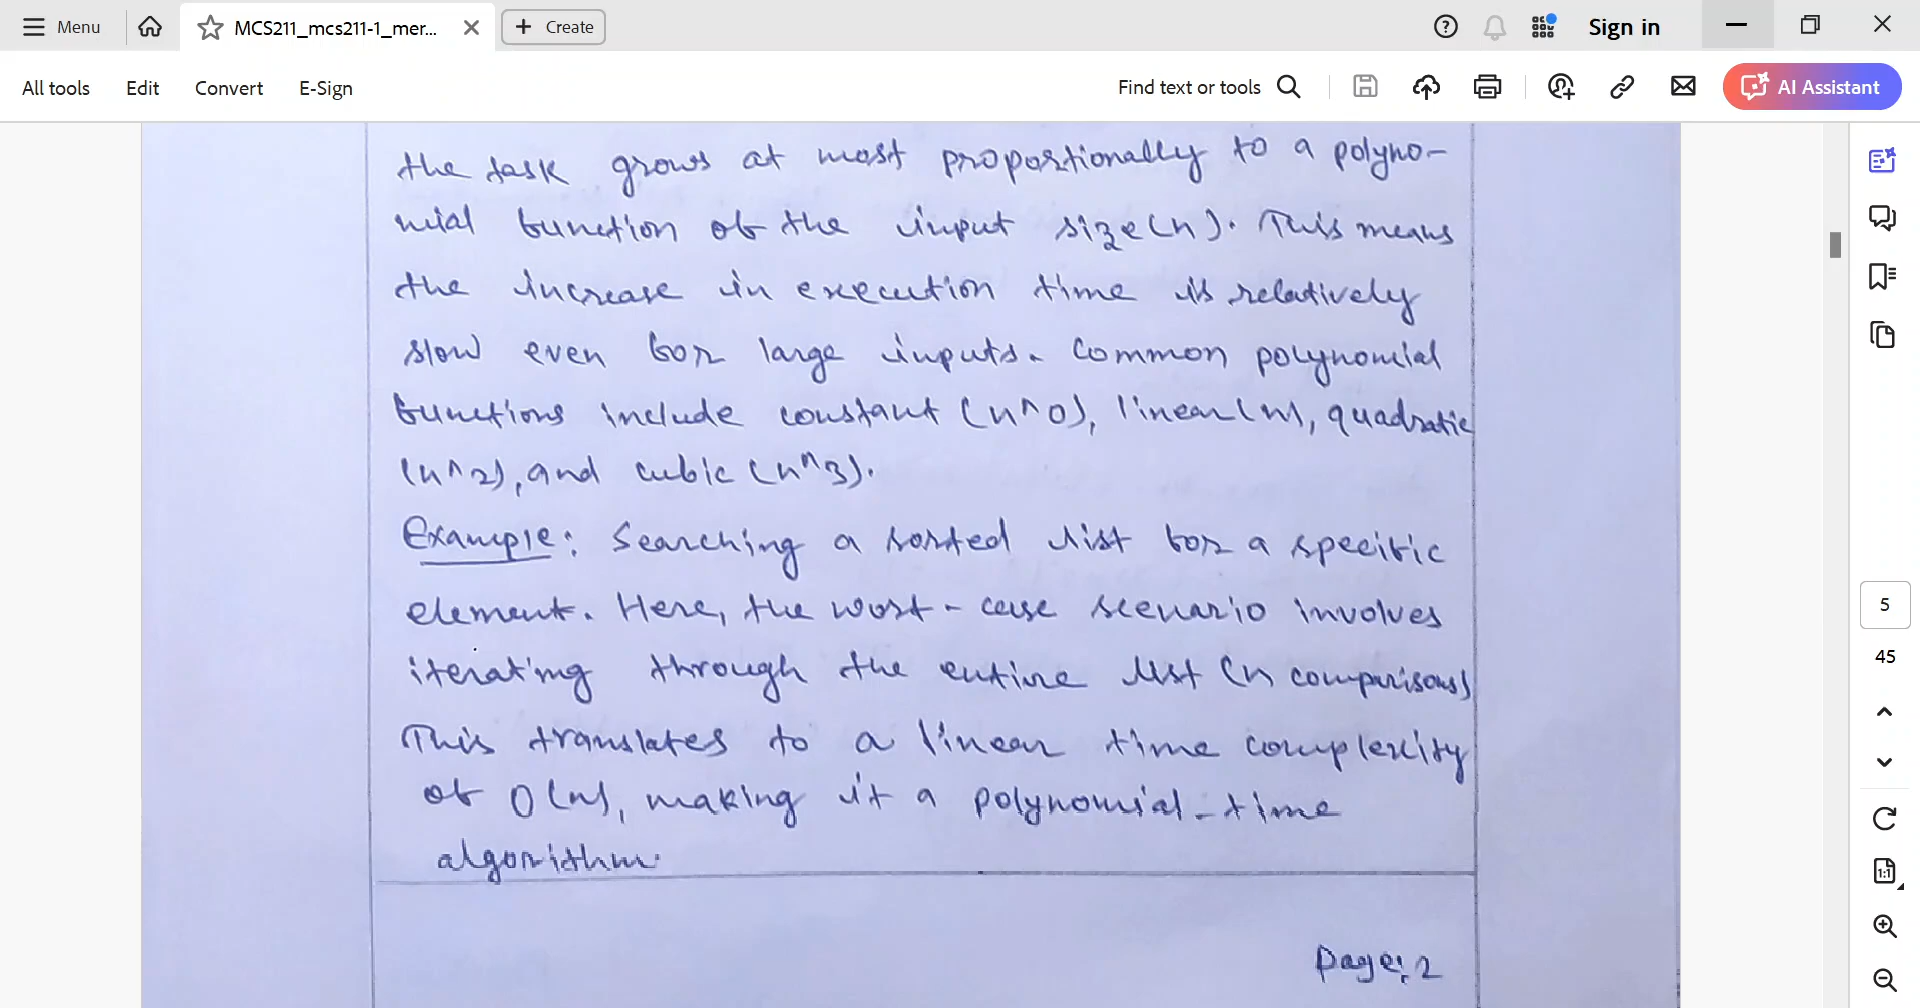 Menu
MCS211_mcs211-1_mer...
Create
Sign in
All tools Edit Convert E-Sign
Find text or tools
AI Assistant
the task grows at most proportionally to a polyno-
mial function of the input size(n). This means
the increase in execution time is relatively
slow even for large inputs. Common polynomial
functions include constant (n^0), linear(n), quadratic
(n^2), and cubic (n^3).
Example: Searching a sorted list for a specific
element. Here, the wost-case scenario involves
iterating through the entire list (n comparisons)
This translates to a linear time complexity
of O(n), making it a polynomial-time
algorithm.
Page: 2
5
45
1:1